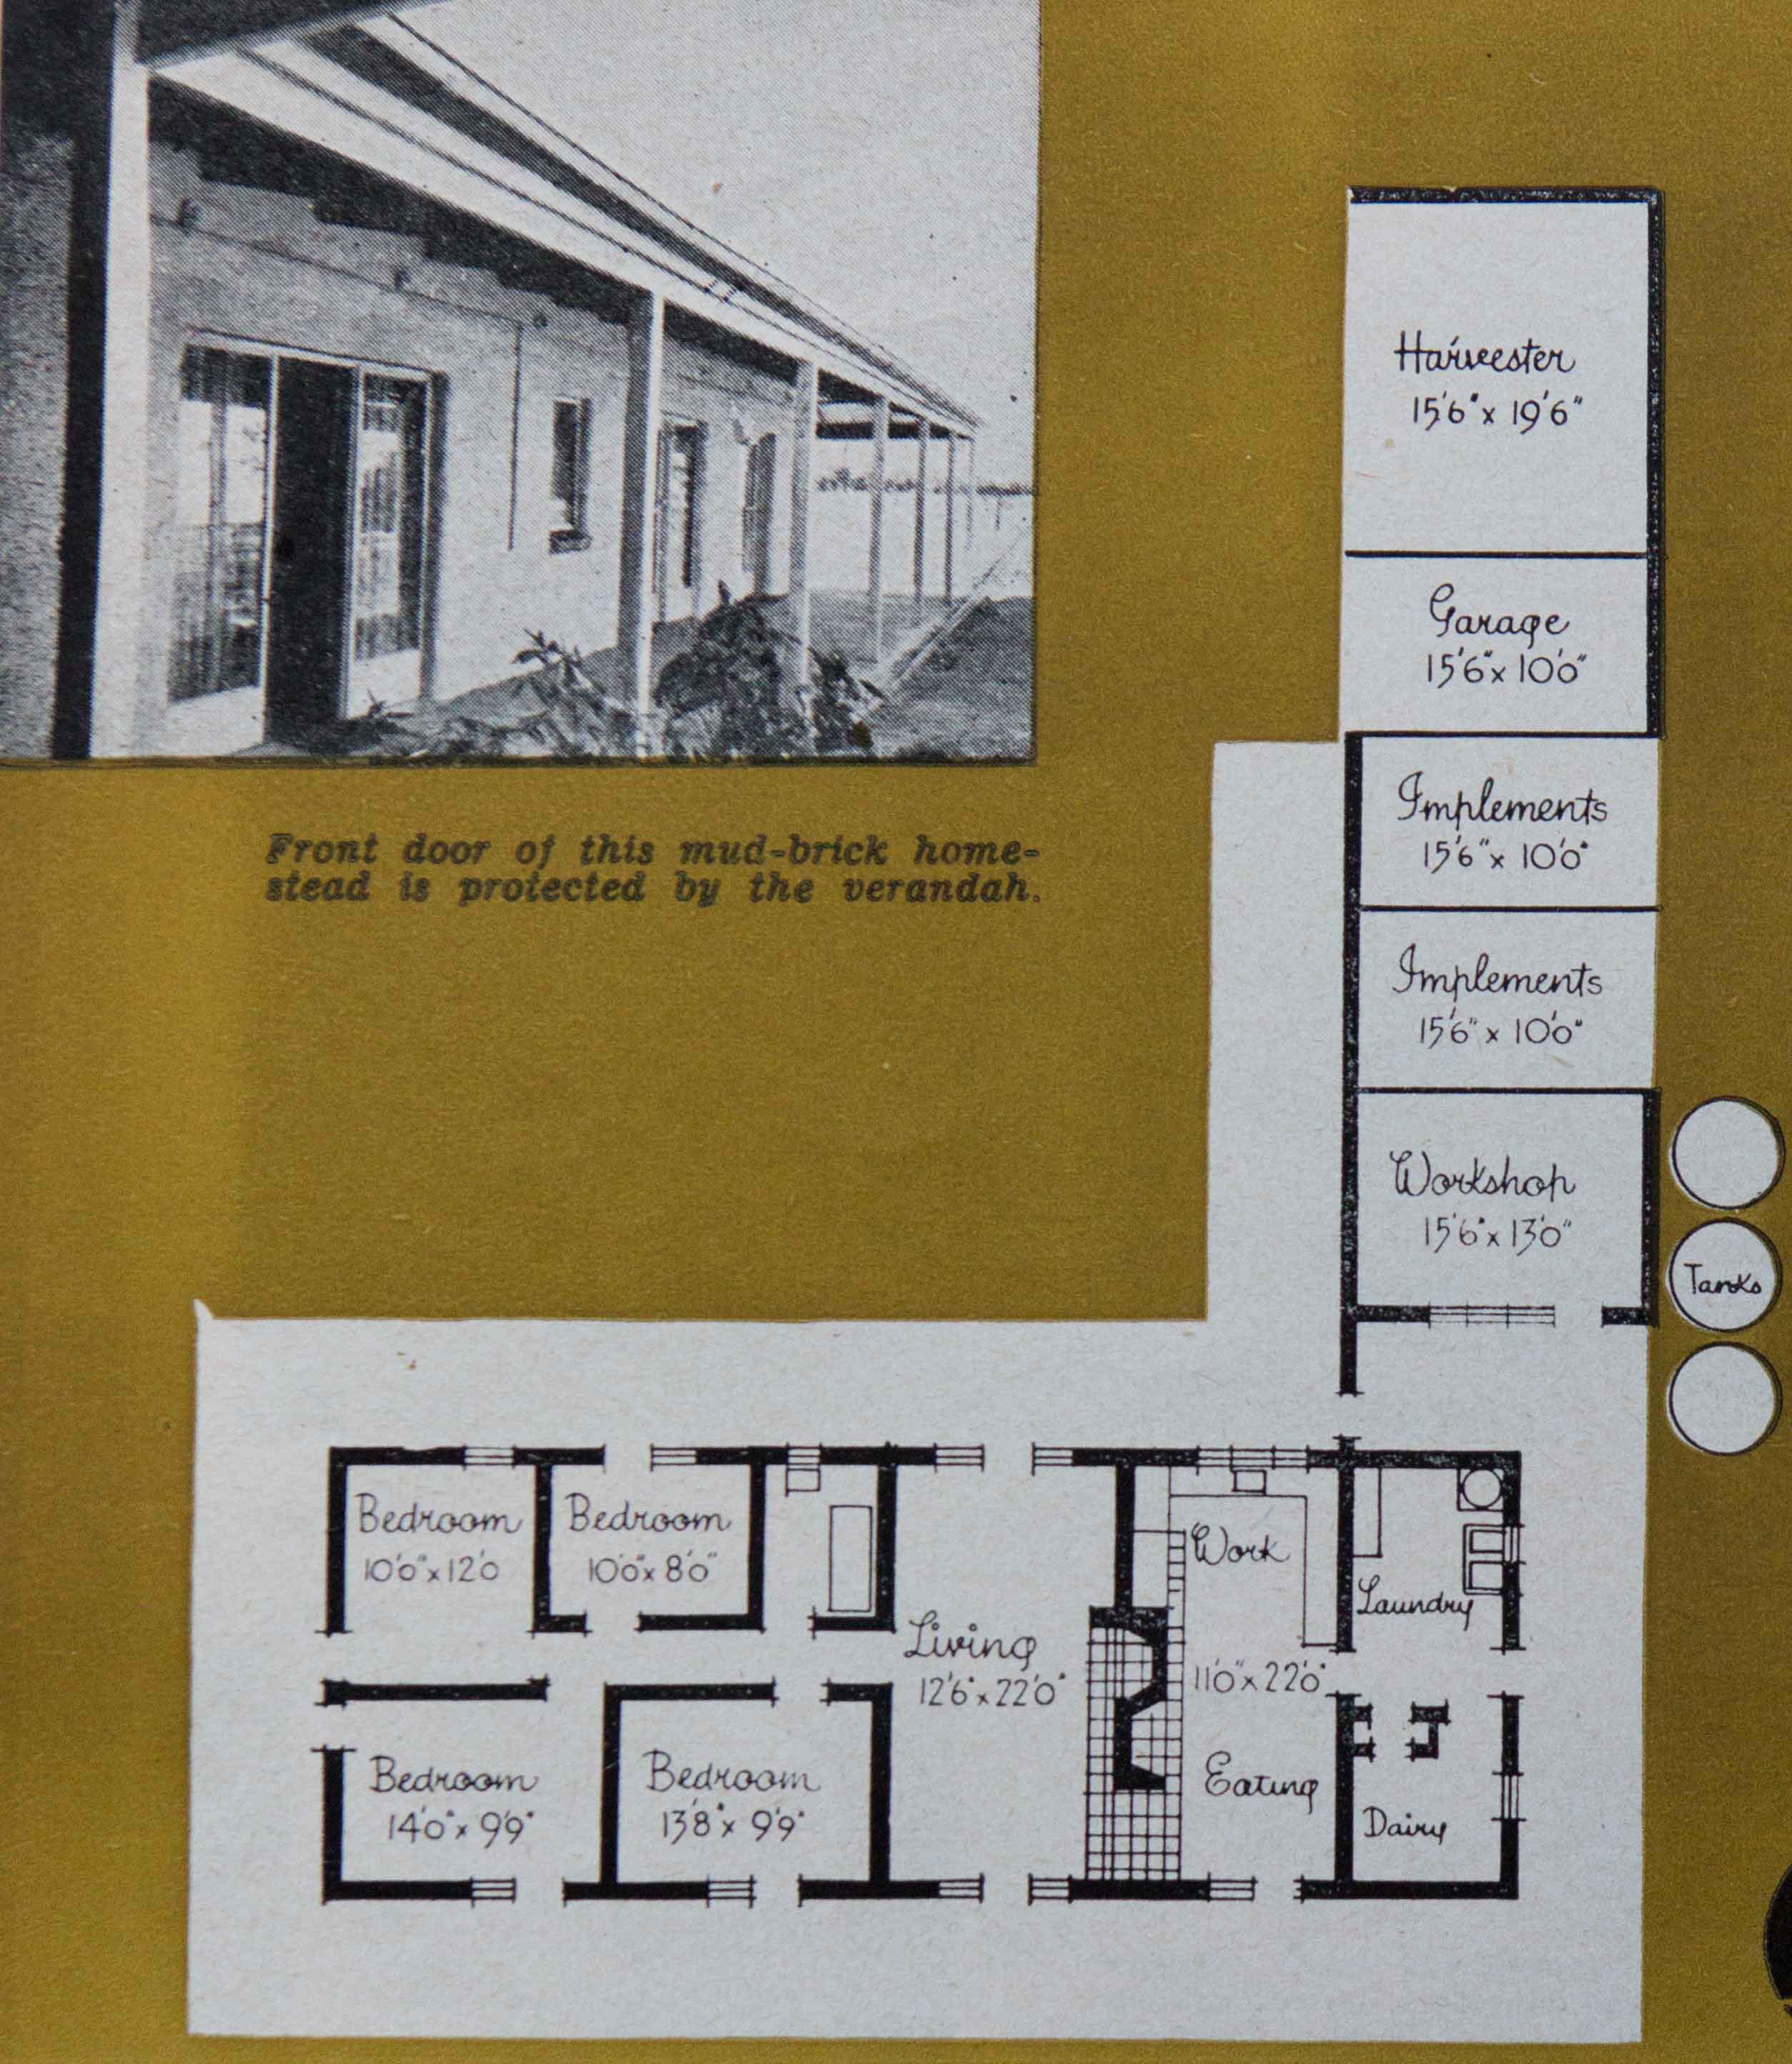 Front door of this mud-brick home-
stead is protected by the verandah.
Harvester
15'6" x 19'6"
Garage
15'6" x 10'0"
Implements
15'6" x 10'0"
Implements
15'6" x 10'0"
Workshop
15'6" x 13'0"
Tanks
Bedroom
10'0" x 12'0
Bedroom
10'0 x 8'0"
Living
12'6" x 22'0"
Work
11'0" x 22'0"
Eating
Laundry
Dairy
Bedroom
14'0" x 9'9"
Bedroom
13'8" x 9'9"